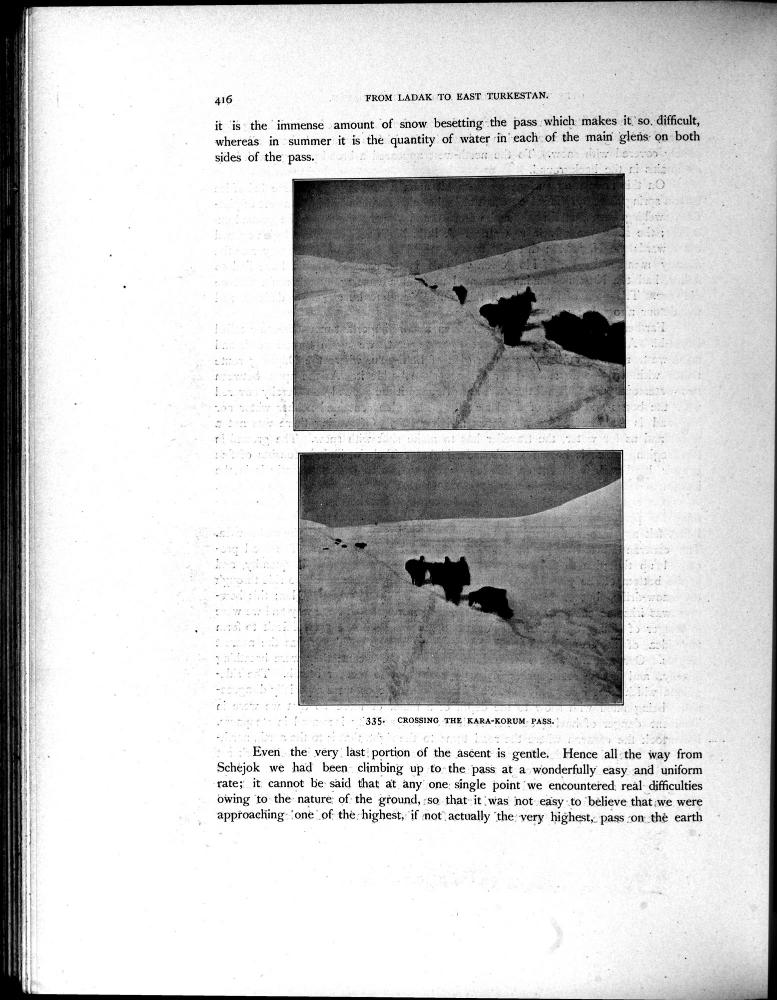 416
FROM LADAK TO EAST TURKESTAN.
it is the immense amount of snow besetting the pass which makes it so difficult,
whereas in summer it is the quantity of water in each of the main glens on both
sides of the pass.
335. CROSSING THE KARA-KORUM PASS.
Even the very last portion of the ascent is gentle. Hence all the way from
Schejok we had been climbing up to the pass at a wonderfully easy and uniform
rate; it cannot be said that at any one single point we encountered real difficulties
owing to the nature of the ground, so that it was not easy to believe that we were
approaching one of the highest, if not actually the very highest, pass on the earth